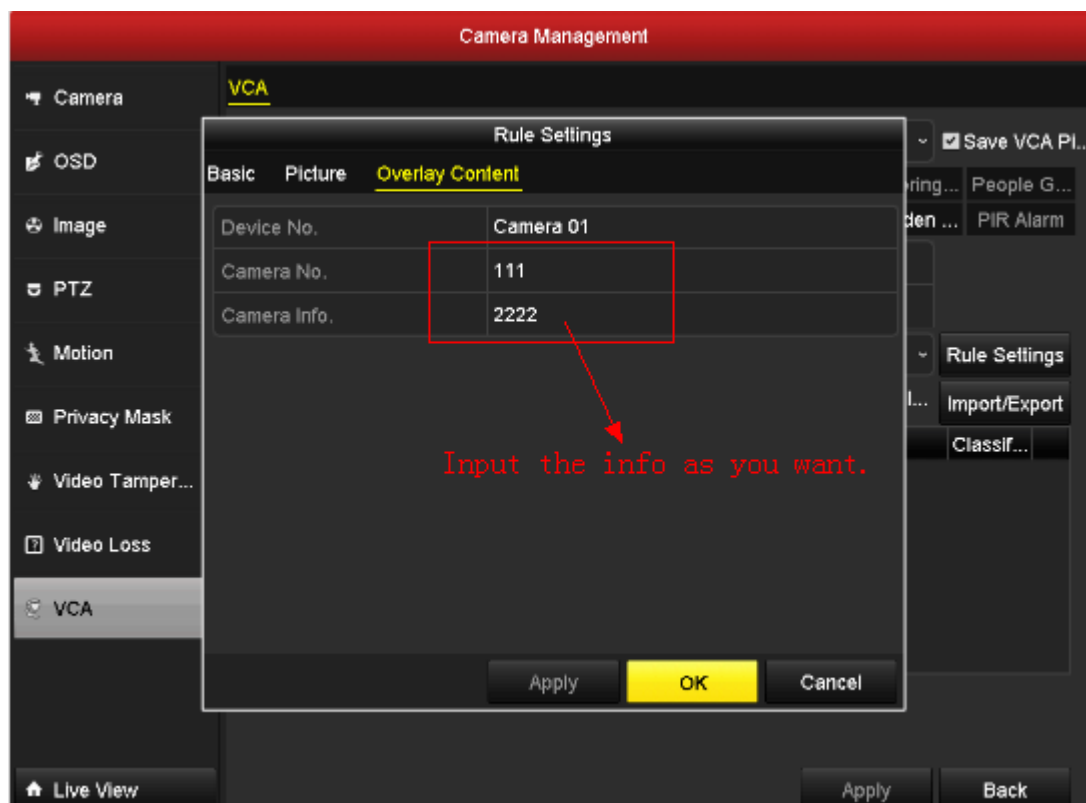 Camera Management
Camera
OSD
Image
PTZ
Motion
Privacy Mask
Video Tamper...
Video Loss
VCA
Live View
VCA
Save VCA Pi...
ring... People G...
den ... PIR Alarm
Rule Settings
l... Import/Export
Classif...
Rule Settings
Basic Picture Overlay Content
Device No. Camera 01
Camera No. 111
Camera Info. 2222
Input the info as you want.
Apply OK Cancel
Apply Back